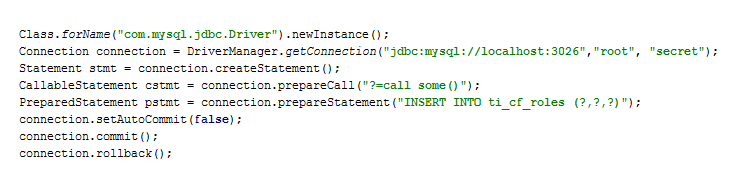 Class.forName("com.mysql.jdbc.Driver").newInstance();
Connection connection = DriverManager.getConnection("jdbc:mysql://localhost:3026","root", "secret");
Statement stmt = connection.createStatement();
CallableStatement cstmt = connection.prepareCall("?=call some()");
PreparedStatement pstmt = connection.prepareStatement("INSERT INTO ti_cf_roles (?,?,?)");
connection.setAutoCommit(false);
connection.commit();
connection.rollback();